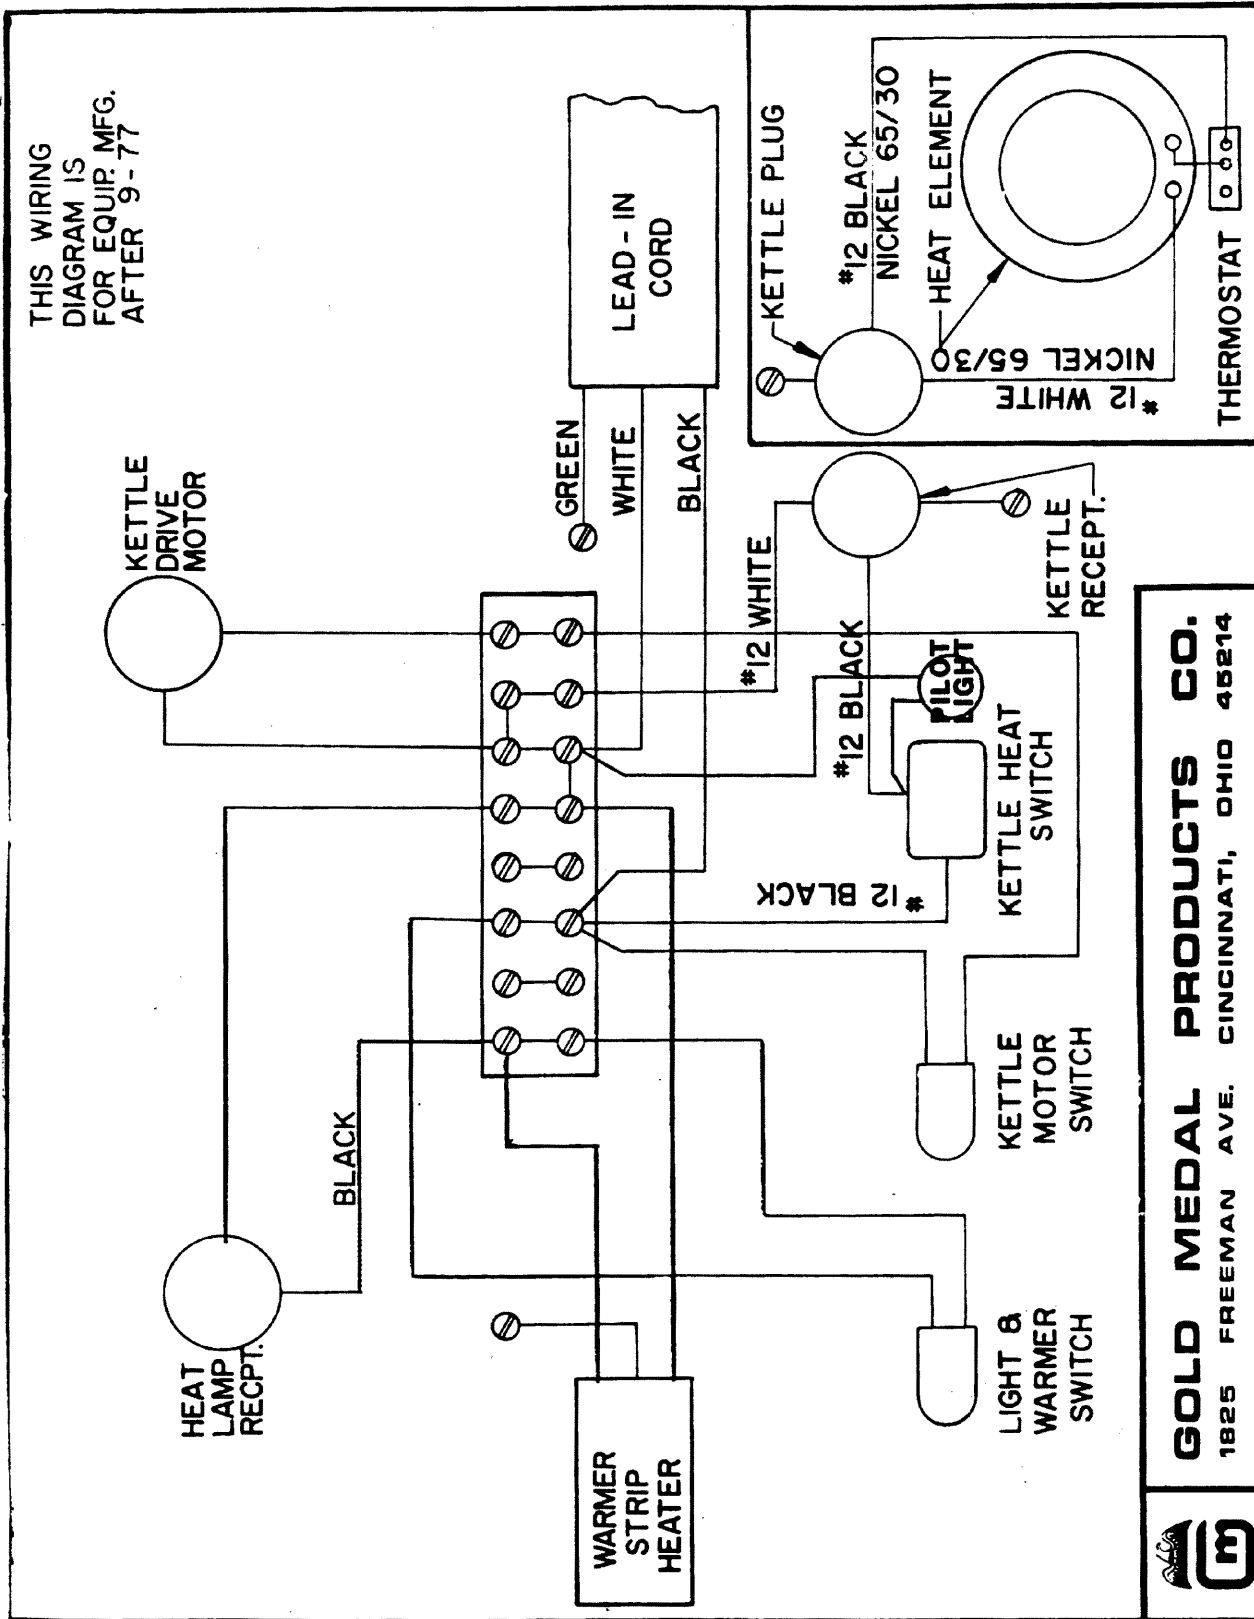 THIS WIRING
DIAGRAM IS
FOR EQUIP. MFG.
AFTER 9-77
KETTLE
DRIVE
MOTOR
HEAT
LAMP
RECPT.
BLACK
GREEN
WHITE
BLACK
LEAD-IN
CORD
WARMER
STRIP
HEATER
#12 WHITE
#12 BLACK
#12 BLACK
PILOT
LIGHT
KETTLE HEAT
SWITCH
KETTLE
RECEPT.
KETTLE
MOTOR
SWITCH
LIGHT &
WARMER
SWITCH
KETTLE PLUG
#12 BLACK
NICKEL 65/30
HEAT ELEMENT
#12 WHITE
NICKEL 65/30
THERMOSTAT
GOLD MEDAL PRODUCTS CO.
1825 FREEMAN AVE. CINCINNATI, OHIO 45214
m